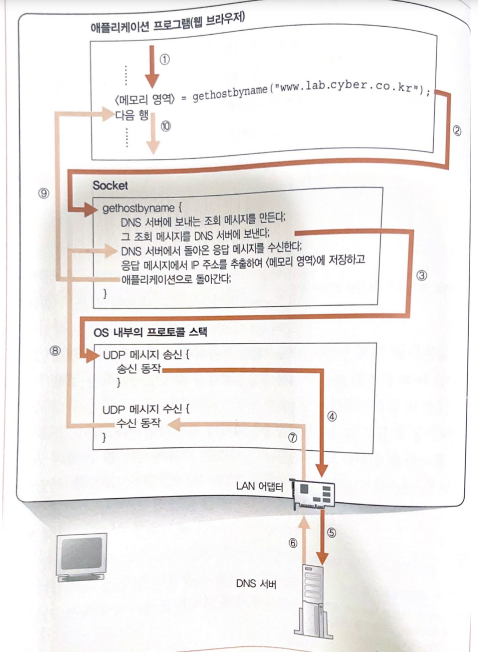 애플리케이션 프로그램(웹 브라우저)
①
〈메모리 영역〉 = gethostbyname("www.lab.cyber.co.kr");
다음 행
⑩
②
⑨
Socket
gethostbyname {
DNS 서버에 보내는 조회 메시지를 만든다;
그 조회 메시지를 DNS 서버에 보낸다;
DNS 서버에서 돌아온 응답 메시지를 수신한다;
응답 메시지에서 IP 주소를 추출하여 〈메모리 영역〉에 저장하고
애플리케이션으로 돌아간다;
}
③
OS 내부의 프로토콜 스택
⑧
UDP 메시지 송신 {
송신 동작
}
④
UDP 메시지 수신 {
수신 동작
}
⑦
LAN 어댑터
⑥
⑤
DNS 서버